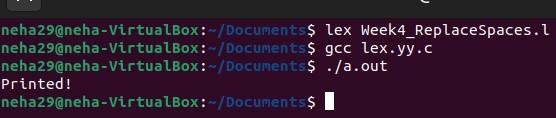 neha29@neha-VirtualBox:~/Documents$ lex Week4_ReplaceSpaces.l
neha29@neha-VirtualBox:~/Documents$ gcc lex.yy.c
neha29@neha-VirtualBox:~/Documents$ ./a.out
Printed!
neha29@neha-VirtualBox:~/Documents$